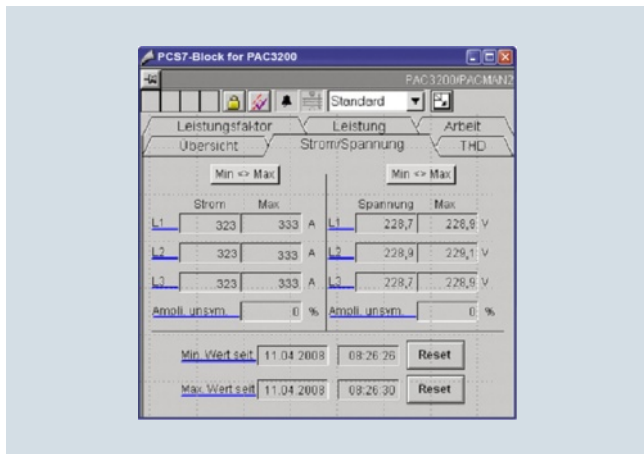 PCS7-Block for PAC3200
PAC3200/PACMAN2
Standard
Leistungsfaktor Leistung Arbeit
Übersicht Strom/Spannung THD
Min <> Max Min <> Max
Strom Max Spannung Max
L1 323 333 A L1 228,7 228,9 V
L2 323 333 A L2 228,9 229,1 V
L3 323 333 A L3 228,7 228,9 V
Ampli. unsym. 0 % Ampli. unsym. 0 %
Min. Wert seit 11.04.2008 08:26:26 Reset
Max. Wert seit 11.04.2008 08:26:30 Reset